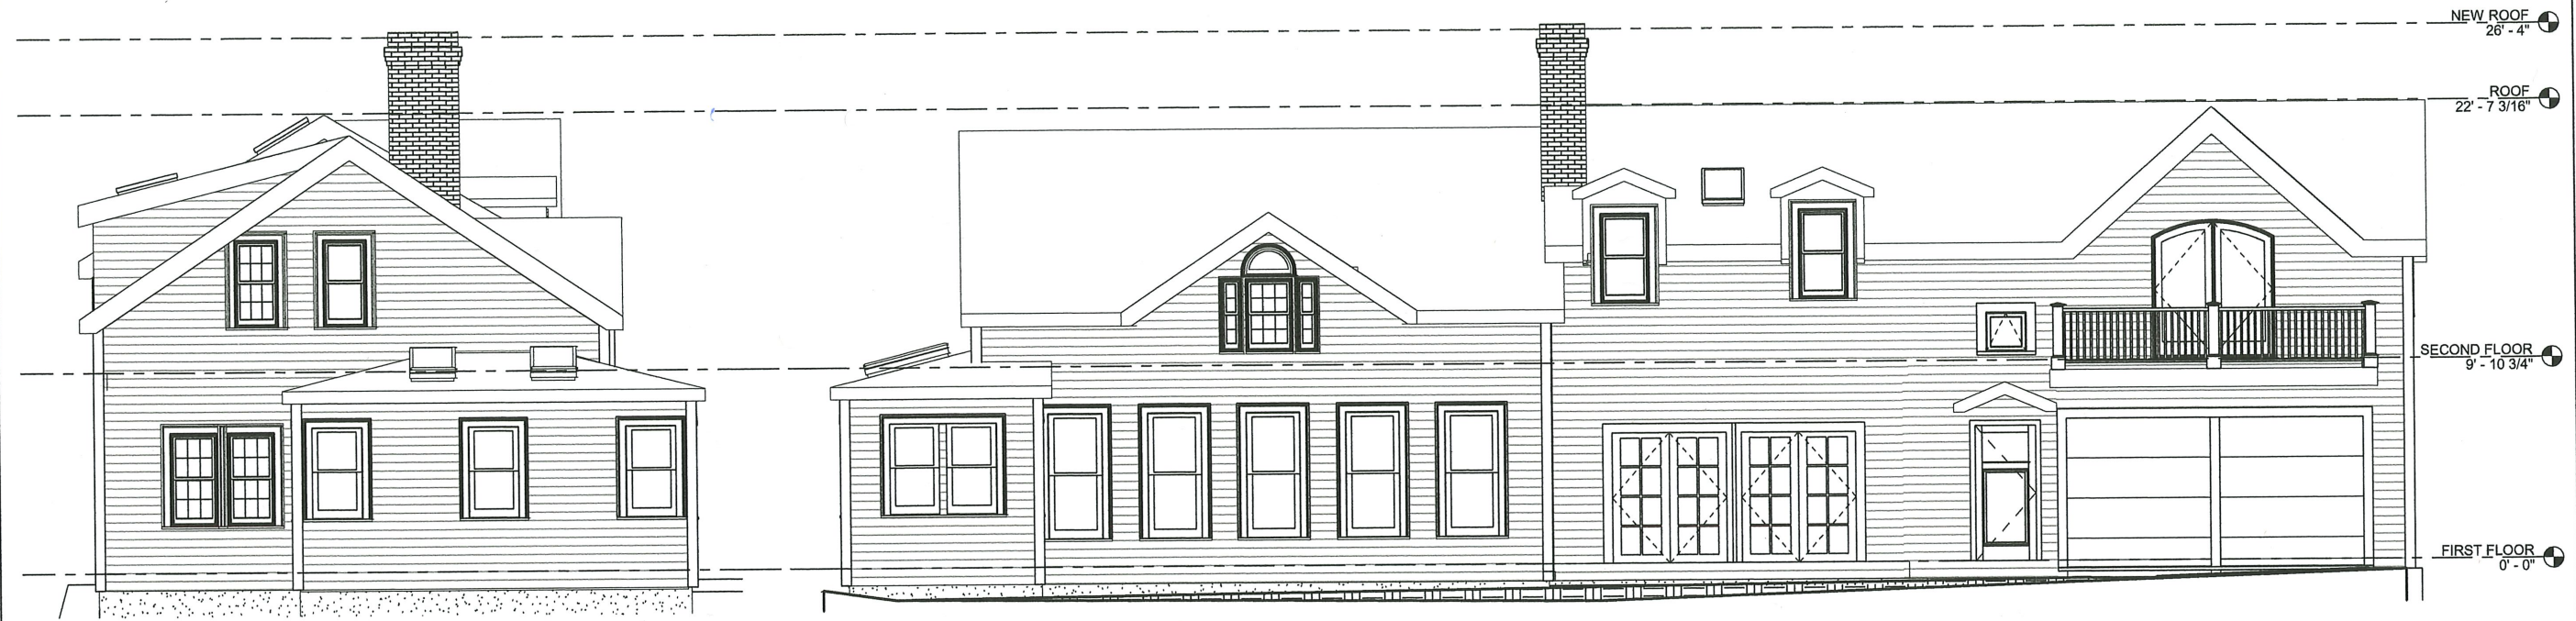 NEW ROOF
26' - 4"
ROOF
22' - 7 3/16"
SECOND FLOOR
9' - 10 3/4"
FIRST FLOOR
0' - 0"